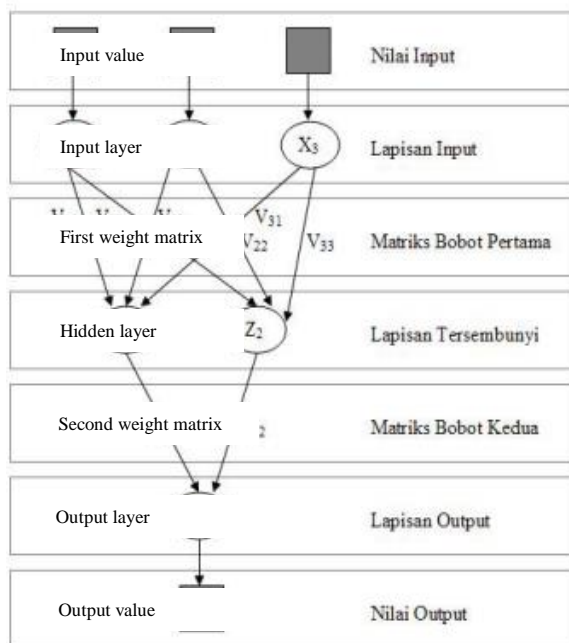 Input value
Nilai Input
Input layer
X₃
Lapisan Input
V₃₁
First weight matrix
V₂₂
V₃₃
Matriks Bobot Pertama
Hidden layer
Z₂
Lapisan Tersembunyi
Second weight matrix
2
Matriks Bobot Kedua
Output layer
Lapisan Output
Output value
Nilai Output